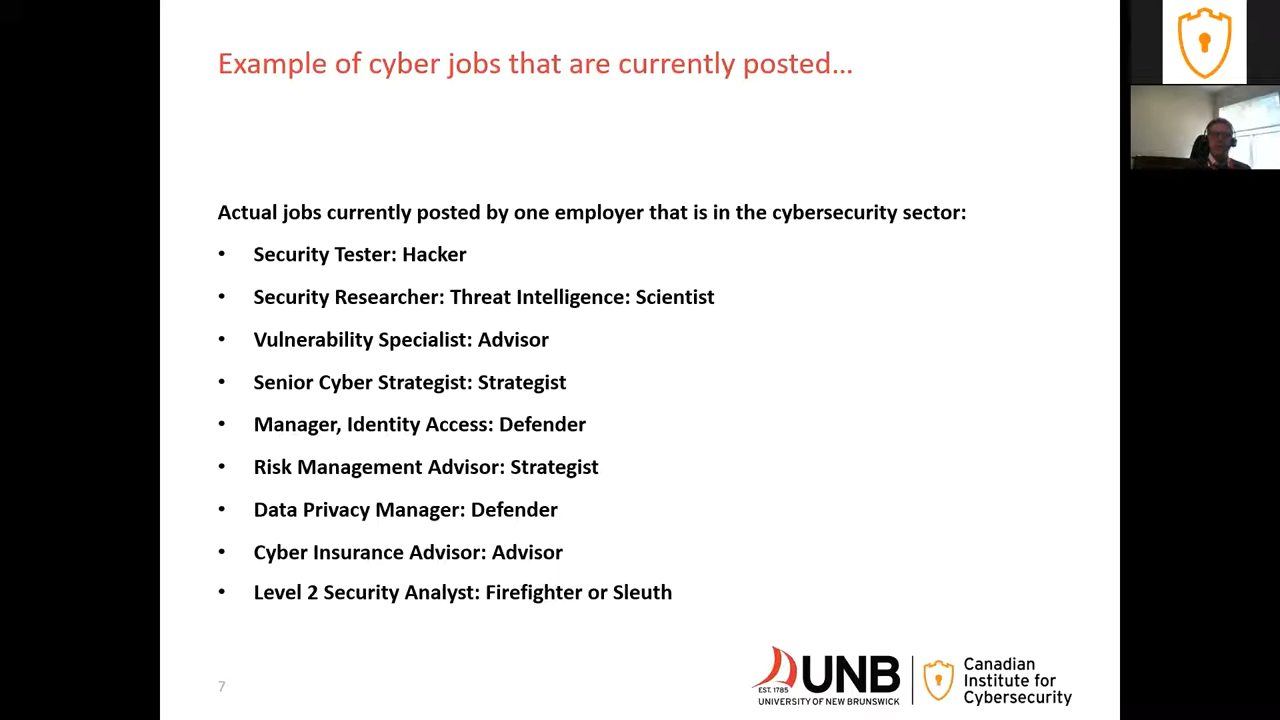 Example of cyber jobs that are currently posted...
Actual jobs currently posted by one employer that is in the cybersecurity sector:
• Security Tester: Hacker
• Security Researcher: Threat Intelligence: Scientist
• Vulnerability Specialist: Advisor
• Senior Cyber Strategist: Strategist
• Manager, Identity Access: Defender
• Risk Management Advisor: Strategist
• Data Privacy Manager: Defender
• Cyber Insurance Advisor: Advisor
• Level 2 Security Analyst: Firefighter or Sleuth
7
EST. 1785
UNB
UNIVERSITY OF NEW BRUNSWICK
Canadian
Institute for
Cybersecurity